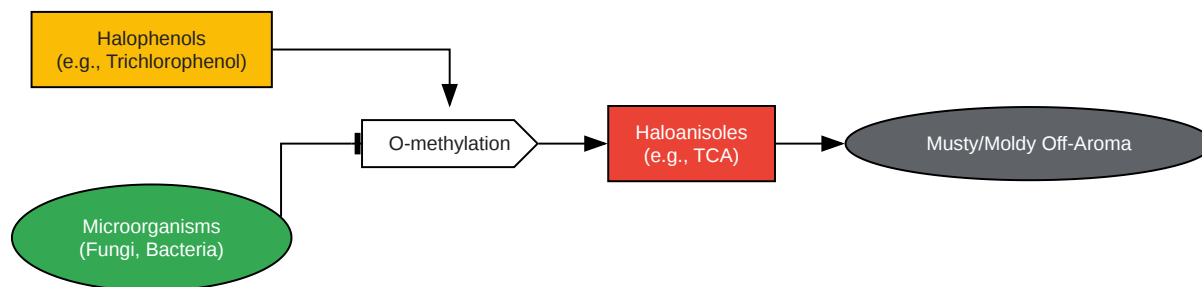 Halophenols
(e.g., Trichlorophenol)
O-methylation
Haloanisoles
(e.g., TCA)
Musty/Moldy Off-Aroma
Microorganisms
(Fungi, Bacteria)